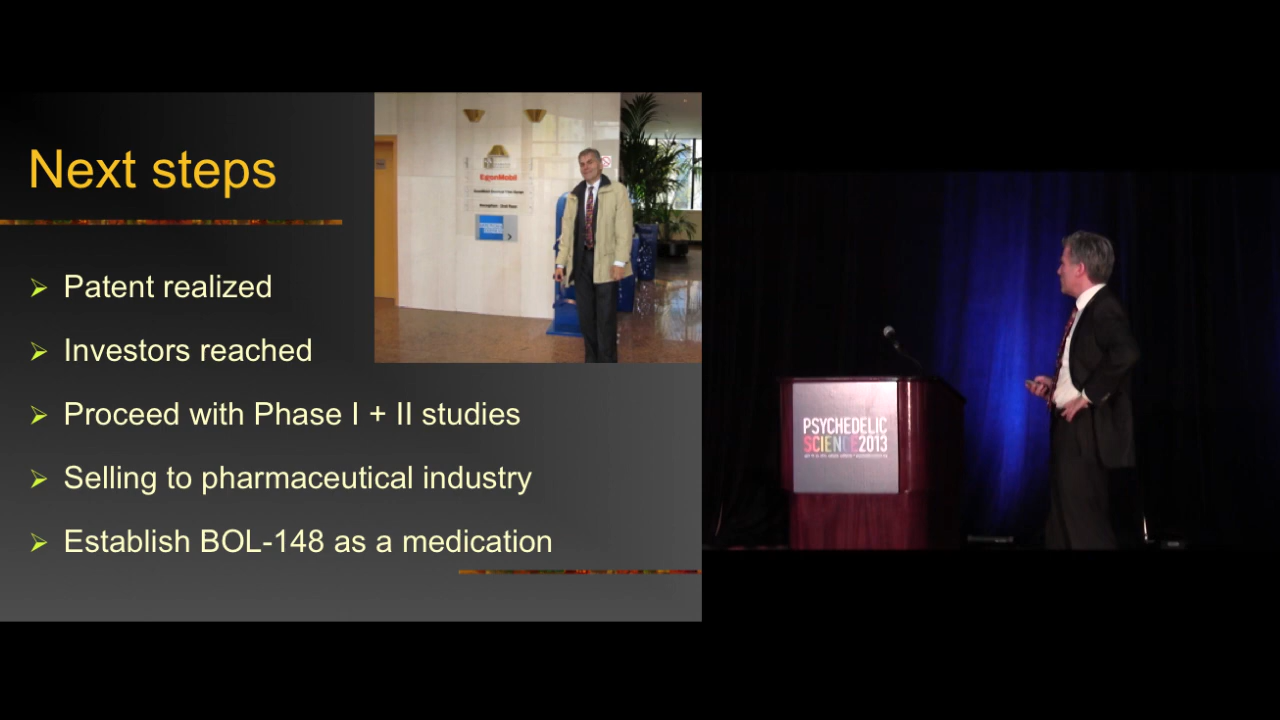 Next steps
Patent realized
Investors reached
Proceed with Phase I + II studies
Selling to pharmaceutical industry
Establish BOL-148 as a medication
ExxonMobil
PSYCHEDELIC
SCIENCE2013